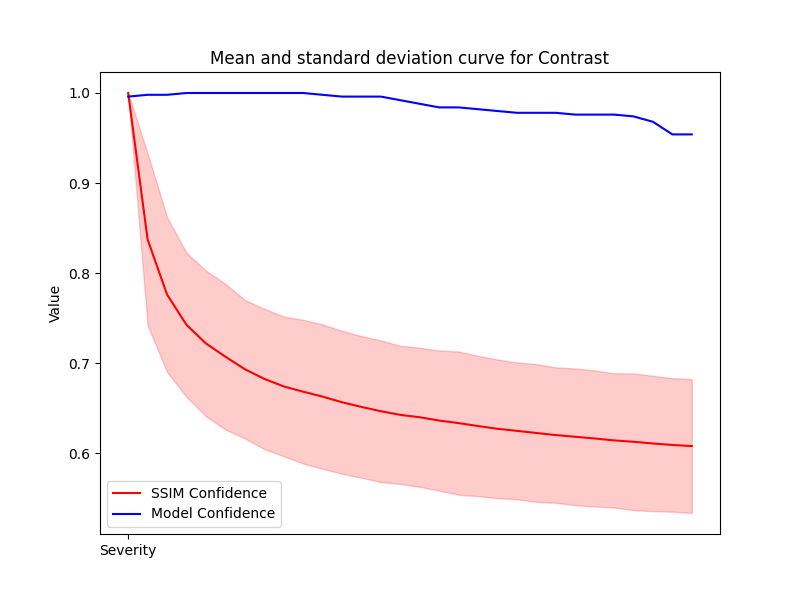 Mean and standard deviation curve for Contrast
1.0
0.9
0.8
0.7
0.6
Value
SSIM Confidence
Model Confidence
Severity